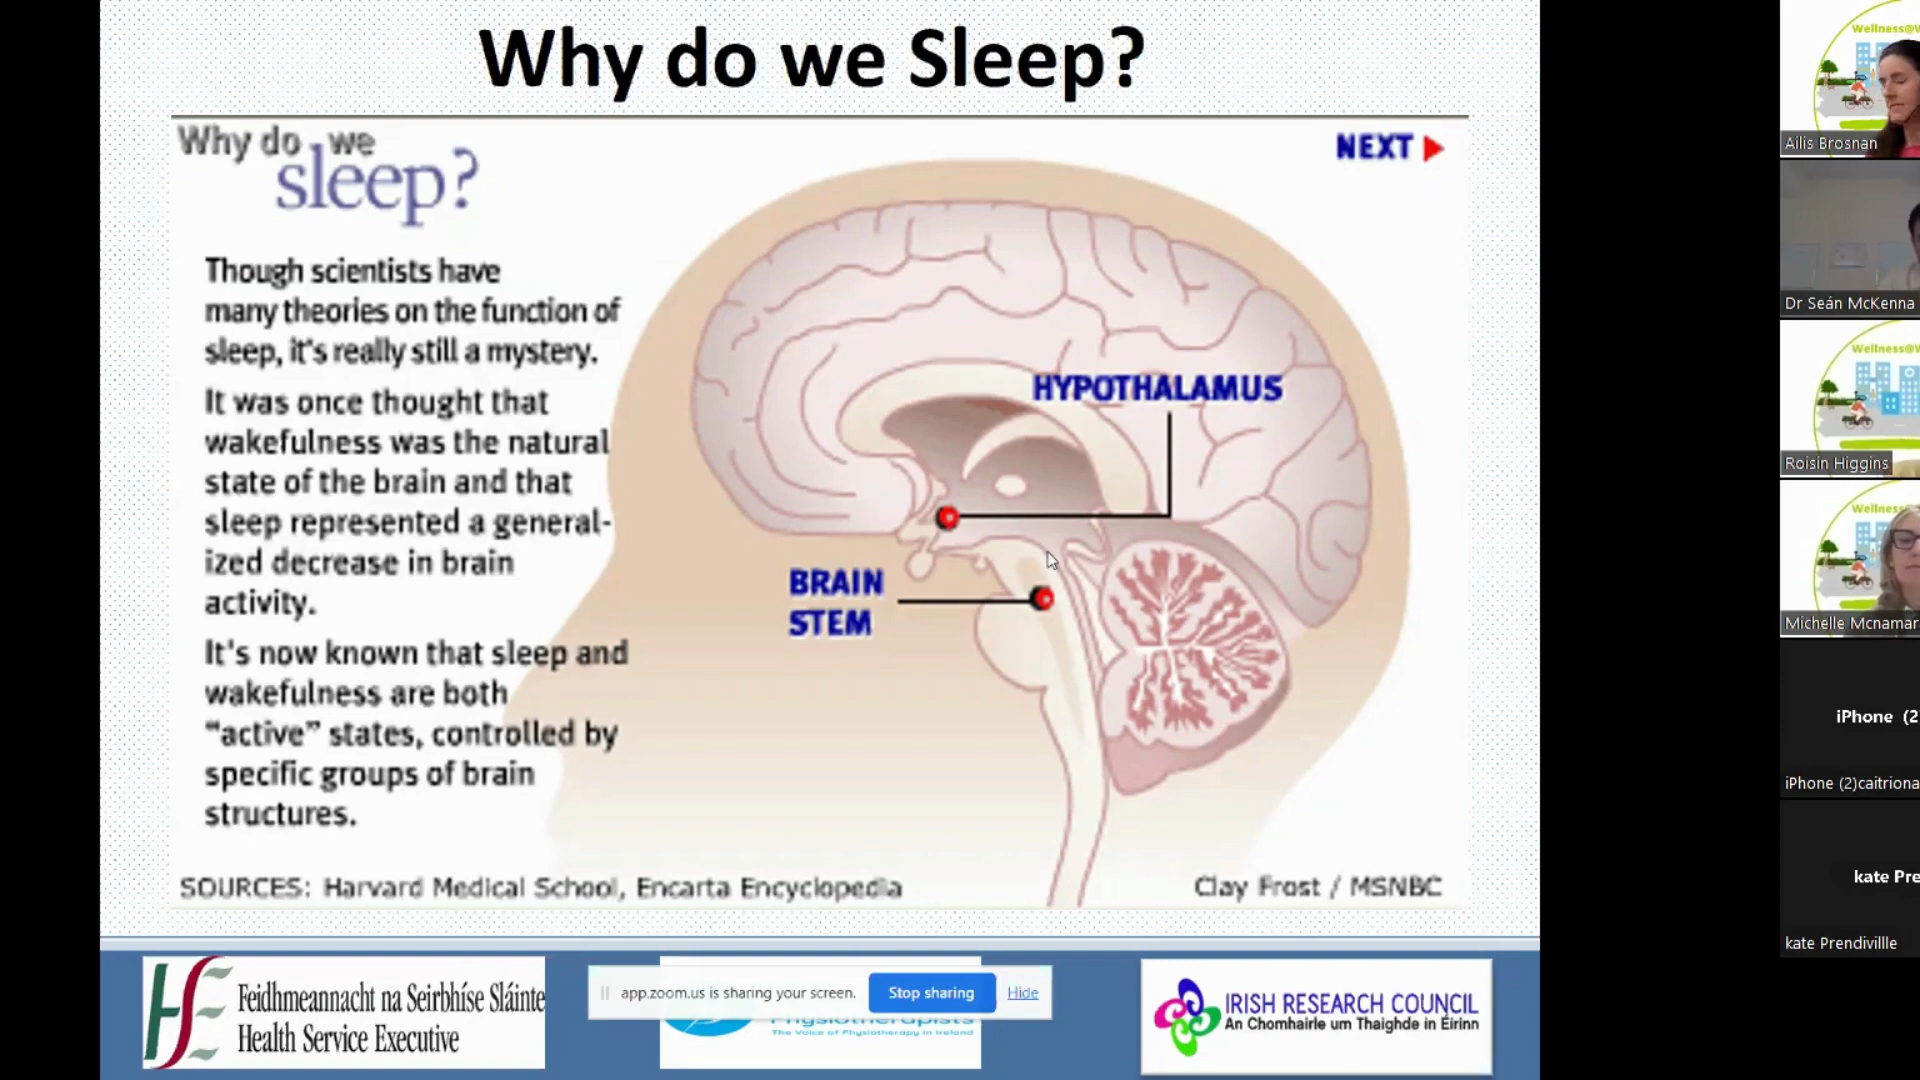 Why do we Sleep?
Why do we
sleep?
NEXT
Though scientists have
many theories on the function of
sleep, it's really still a mystery.
It was once thought that
wakefulness was the natural
state of the brain and that
sleep represented a general-
ized decrease in brain
activity.
It's now known that sleep and
wakefulness are both
“active” states, controlled by
specific groups of brain
structures.
HYPOTHALAMUS
BRAIN
STEM
SOURCES: Harvard Medical School, Encarta Encyclopedia
Clay Frost / MSNBC
Feidhmeannacht na Seirbhíse Sláinte
Health Service Executive
app.zoom.us is sharing your screen.
Stop sharing
Hide
Physiotherapists
The Voice of Physiotherapy in Ireland
IRISH RESEARCH COUNCIL
An Chomhairle um Thaighde in Éirinn
Wellness@W
Ailis Brosnan
Dr Seán McKenna
Wellness@W
Roisin Higgins
Wellness
Michelle Mcnamar
iPhone (2
iPhone (2)caitriona
kate Pre
kate Prendivillle